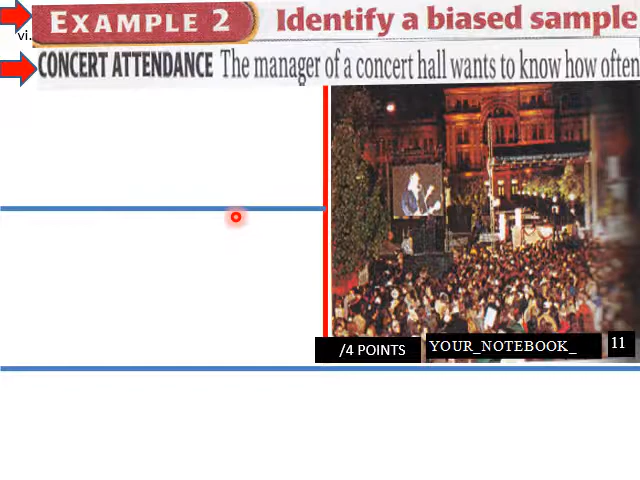 EXAMPLE 2 Identify a biased sample
vi.
CONCERT ATTENDANCE The manager of a concert hall wants to know how often
/4 POINTS YOUR_NOTEBOOK_ 11